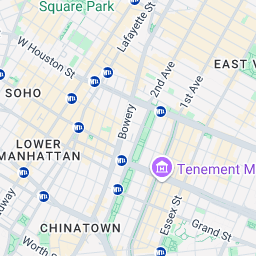 Square Park
Lafayette St
W Houston St
EAST V
2nd Ave
1st Ave
SOHO
Bowery
LOWER
MANHATTAN
Tenement M
Essex St
adway
CHINATOWN
Grand St
Worth S